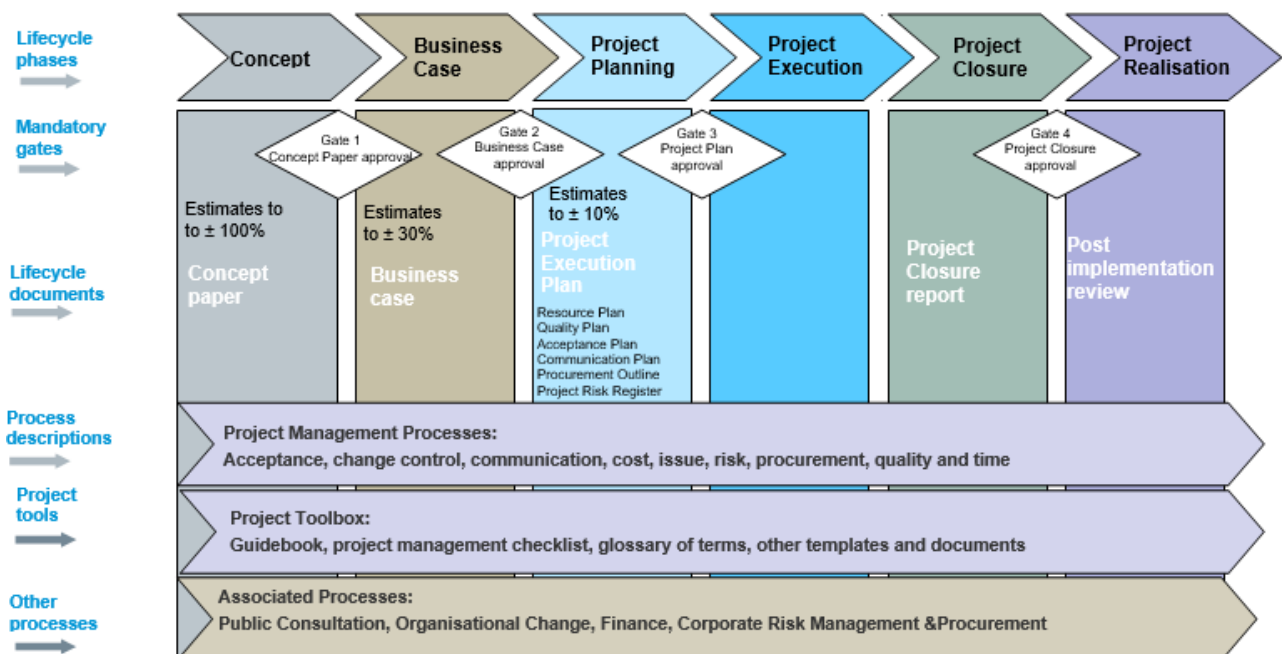 Lifecycle
phases
Concept
Business
Case
Project
Planning
Project
Execution
Project
Closure
Project
Realisation
Mandatory
gates
Gate 1
Concept Paper approval
Gate 2
Business Case
approval
Gate 3
Project Plan
approval
Gate 4
Project Closure
approval
Estimates to
to ± 100%
Estimates
to ± 30%
Estimates
to ± 10%
Lifecycle
documents
Concept
paper
Business
case
Project
Execution
Plan
Resource Plan
Quality Plan
Acceptance Plan
Communication Plan
Procurement Outline
Project Risk Register
Project
Closure
report
Post
implementation
review
Process
descriptions
Project Management Processes:
Acceptance, change control, communication, cost, issue, risk, procurement, quality and time
Project
tools
Project Toolbox:
Guidebook, project management checklist, glossary of terms, other templates and documents
Other
processes
Associated Processes:
Public Consultation, Organisational Change, Finance, Corporate Risk Management &Procurement